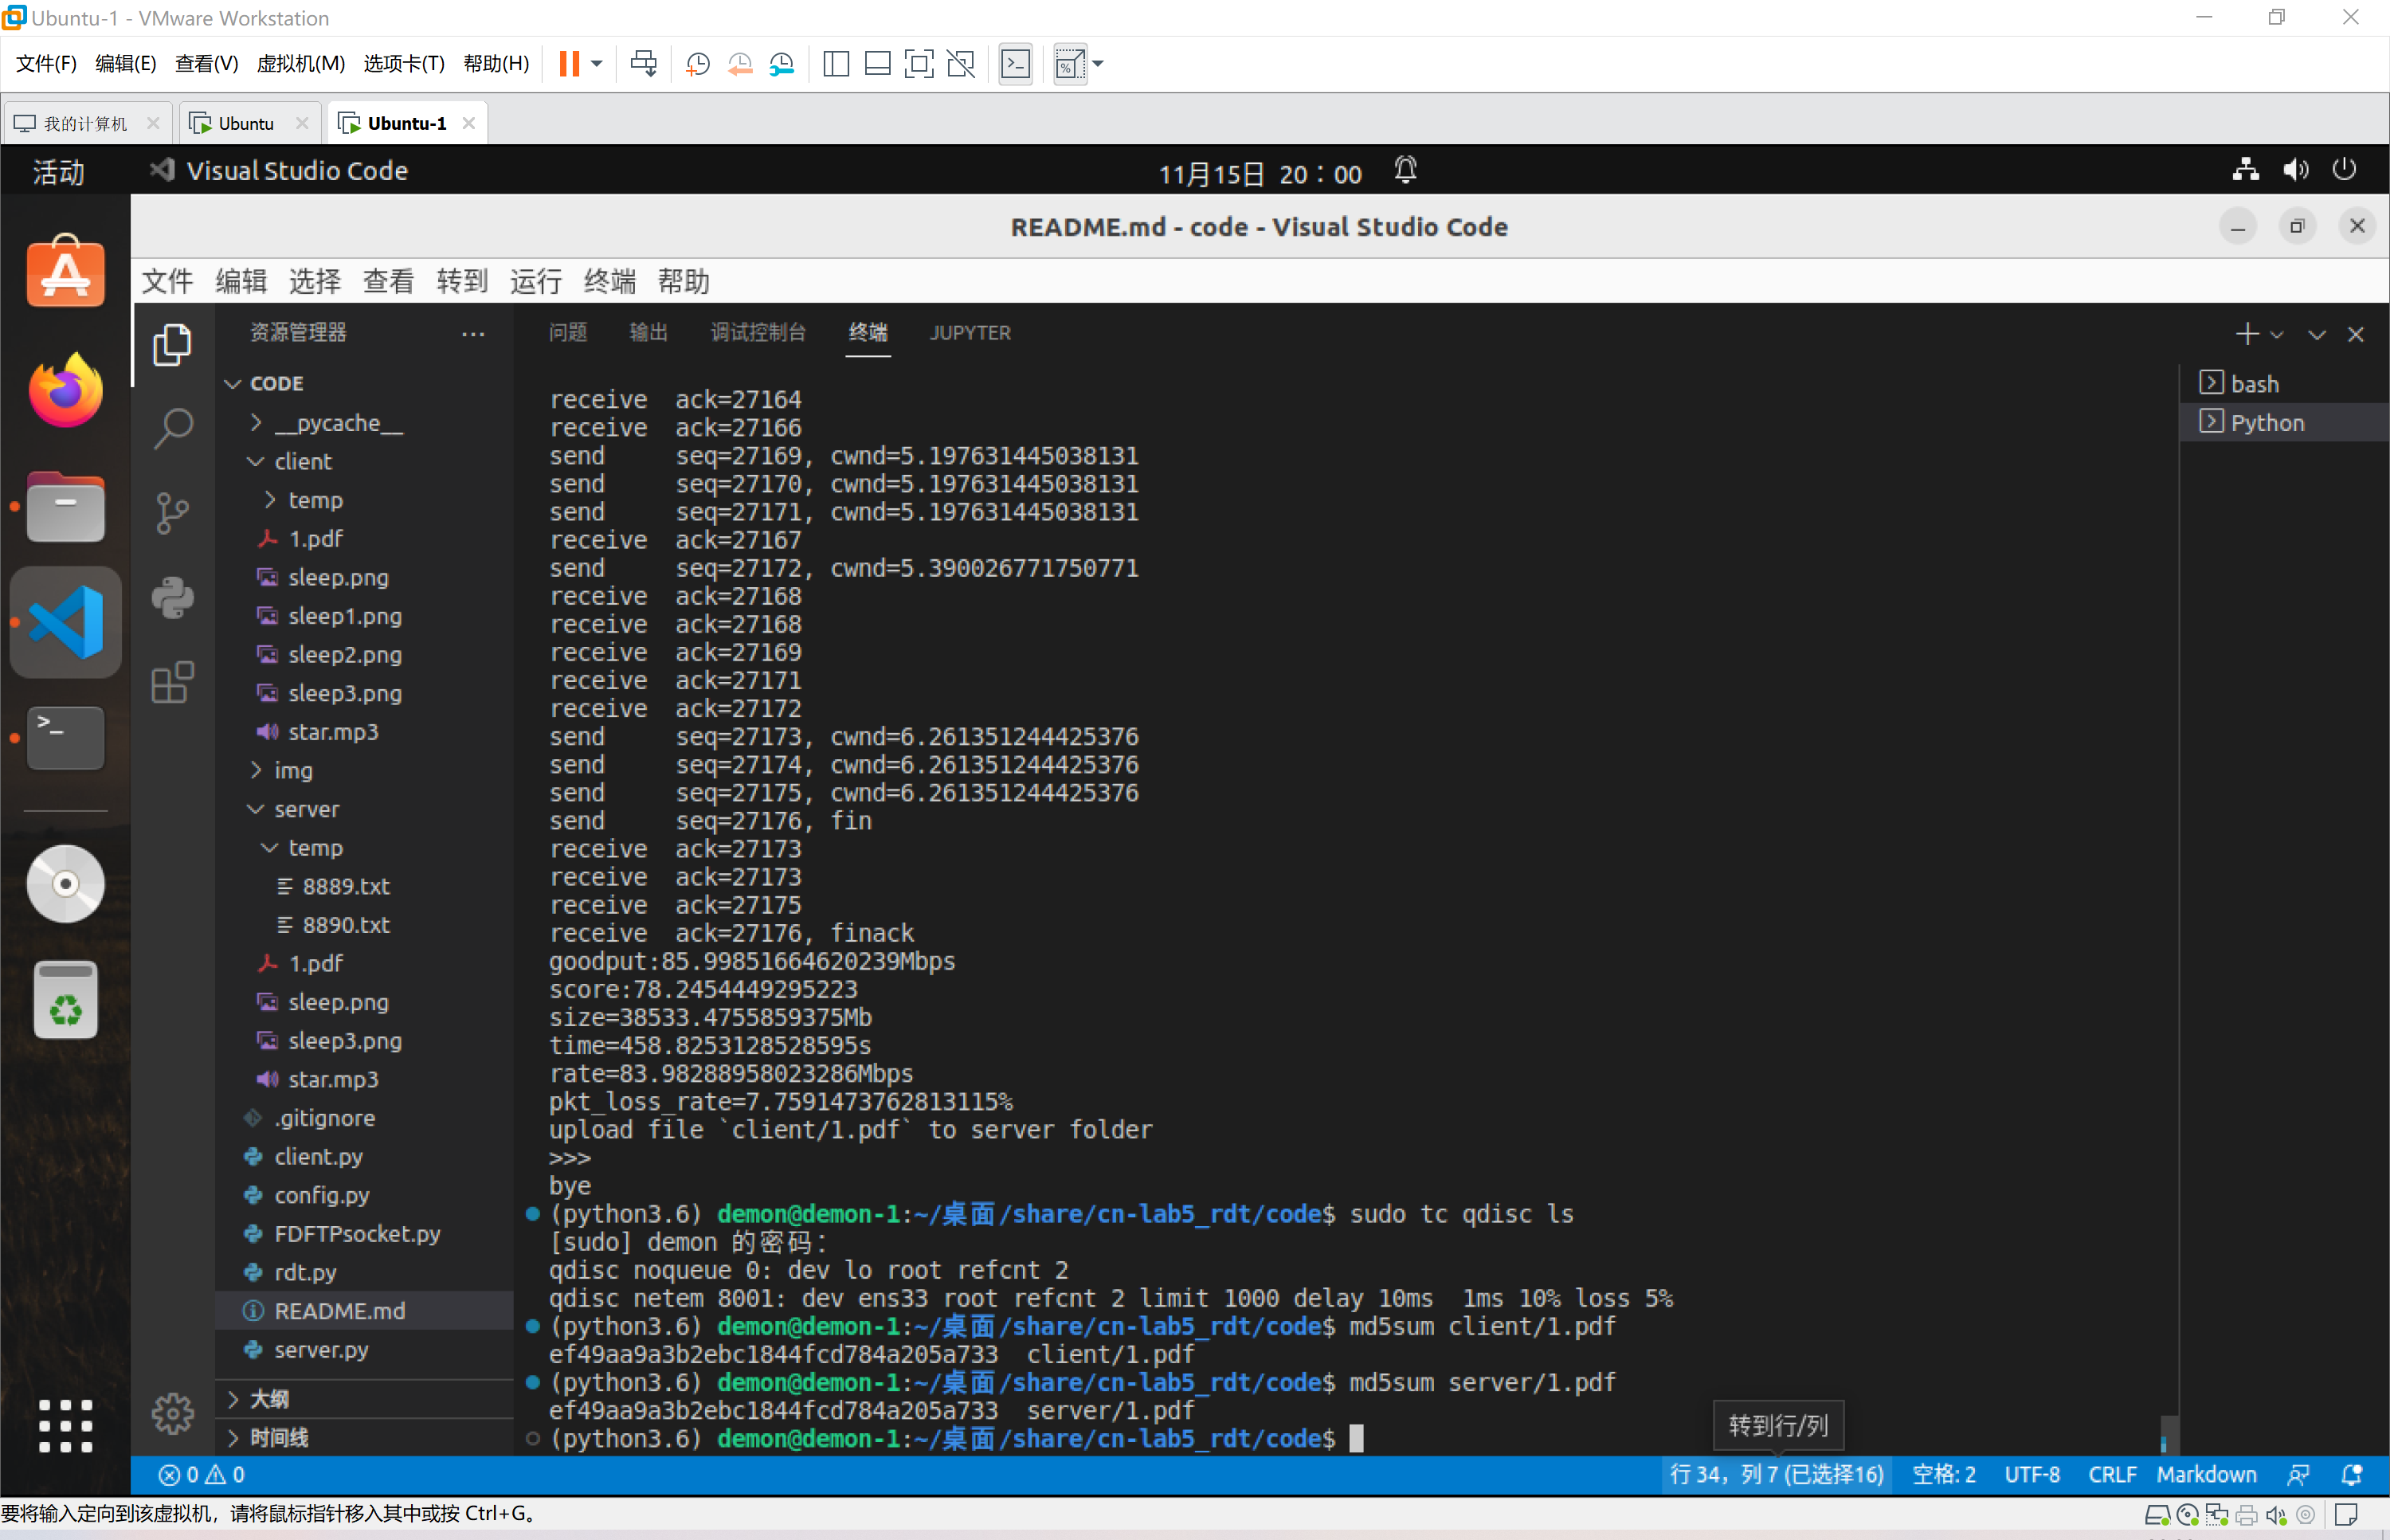 Ubuntu-1 - VMware Workstation
文件(F) 编辑(E) 查看(V) 虚拟机(M) 选项卡(T) 帮助(H)
我的计算机 Ubuntu Ubuntu-1
活动 Visual Studio Code 11月15日 20：00
README.md - code - Visual Studio Code
文件 编辑 选择 查看 转到 运行 终端 帮助
资源管理器
CODE
__pycache__
client
temp
1.pdf
sleep.png
sleep1.png
sleep2.png
sleep3.png
star.mp3
img
server
temp
8889.txt
8890.txt
1.pdf
sleep.png
sleep3.png
star.mp3
.gitignore
client.py
config.py
FDFTPsocket.py
rdt.py
README.md
server.py
大纲
时间线
问题 输出 调试控制台 终端 JUPYTER
receive ack=27164
receive ack=27166
send seq=27169, cwnd=5.197631445038131
send seq=27170, cwnd=5.197631445038131
send seq=27171, cwnd=5.197631445038131
receive ack=27167
send seq=27172, cwnd=5.390026771750771
receive ack=27168
receive ack=27168
receive ack=27169
receive ack=27171
receive ack=27172
send seq=27173, cwnd=6.261351244425376
send seq=27174, cwnd=6.261351244425376
send seq=27175, cwnd=6.261351244425376
send seq=27176, fin
receive ack=27173
receive ack=27173
receive ack=27175
receive ack=27176, finack
goodput:85.99851664620239Mbps
score:78.2454449295223
size=38533.4755859375Mb
time=458.8253128528595s
rate=83.98288958023286Mbps
pkt_loss_rate=7.7591473762813115%
upload file `client/1.pdf` to server folder
>>>
bye
(python3.6) demon@demon-1:~/桌面/share/cn-lab5_rdt/code$ sudo tc qdisc ls
[sudo] demon 的密码：
qdisc noqueue 0: dev lo root refcnt 2
qdisc netem 8001: dev ens33 root refcnt 2 limit 1000 delay 10ms  1ms 10% loss 5%
(python3.6) demon@demon-1:~/桌面/share/cn-lab5_rdt/code$ md5sum client/1.pdf
ef49aa9a3b2ebc1844fcd784a205a733  client/1.pdf
(python3.6) demon@demon-1:~/桌面/share/cn-lab5_rdt/code$ md5sum server/1.pdf
ef49aa9a3b2ebc1844fcd784a205a733  server/1.pdf
(python3.6) demon@demon-1:~/桌面/share/cn-lab5_rdt/code$
bash
Python
转到行/列
0 0 行 34，列 7 (已选择16) 空格: 2 UTF-8 CRLF Markdown
要将输入定向到该虚拟机，请将鼠标指针移入其中或按 Ctrl+G。